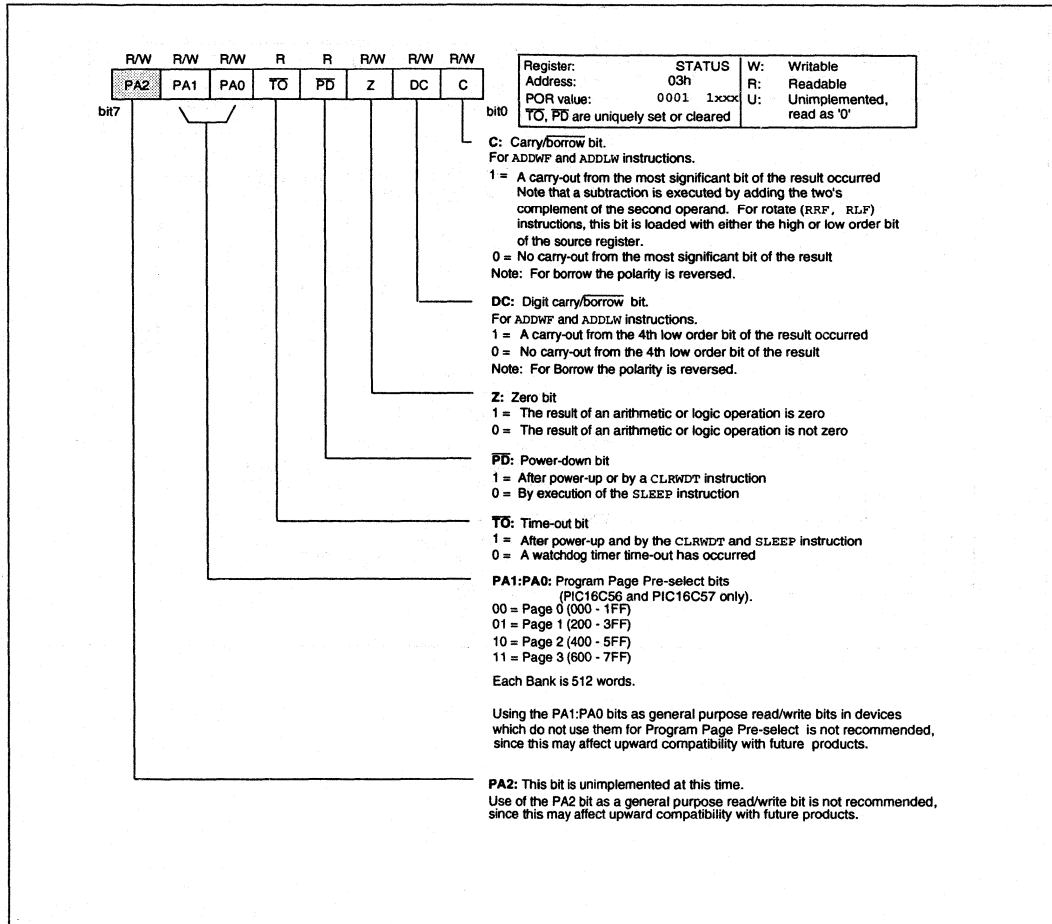 R/W R/W R/W R R R/W R/W R/W
PA2 PA1 PA0 T̅O̅ P̅D̅ Z DC C
bit7 bit0
Register: STATUS
Address: 03h
POR value: 0001 1xxx
T̅O̅, P̅D̅ are uniquely set or cleared
W: Writable
R: Readable
U: Unimplemented,
read as '0'
C: Carry/b̅o̅r̅r̅o̅w̅ bit.
For ADDWF and ADDLW instructions.
1 = A carry-out from the most significant bit of the result occurred
Note that a subtraction is executed by adding the two's
complement of the second operand. For rotate (RRF, RLF)
instructions, this bit is loaded with either the high or low order bit
of the source register.
0 = No carry-out from the most significant bit of the result
Note: For borrow the polarity is reversed.
DC: Digit carry/b̅o̅r̅r̅o̅w̅ bit.
For ADDWF and ADDLW instructions.
1 = A carry-out from the 4th low order bit of the result occurred
0 = No carry-out from the 4th low order bit of the result
Note: For Borrow the polarity is reversed.
Z: Zero bit
1 = The result of an arithmetic or logic operation is zero
0 = The result of an arithmetic or logic operation is not zero
P̅D̅: Power-down bit
1 = After power-up or by a CLRWDT instruction
0 = By execution of the SLEEP instruction
T̅O̅: Time-out bit
1 = After power-up and by the CLRWDT and SLEEP instruction
0 = A watchdog timer time-out has occurred
PA1:PA0: Program Page Pre-select bits
(PIC16C56 and PIC16C57 only).
00 = Page 0 (000 - 1FF)
01 = Page 1 (200 - 3FF)
10 = Page 2 (400 - 5FF)
11 = Page 3 (600 - 7FF)
Each Bank is 512 words.
Using the PA1:PA0 bits as general purpose read/write bits in devices
which do not use them for Program Page Pre-select is not recommended,
since this may affect upward compatibility with future products.
PA2: This bit is unimplemented at this time.
Use of the PA2 bit as a general purpose read/write bit is not recommended,
since this may affect upward compatibility with future products.